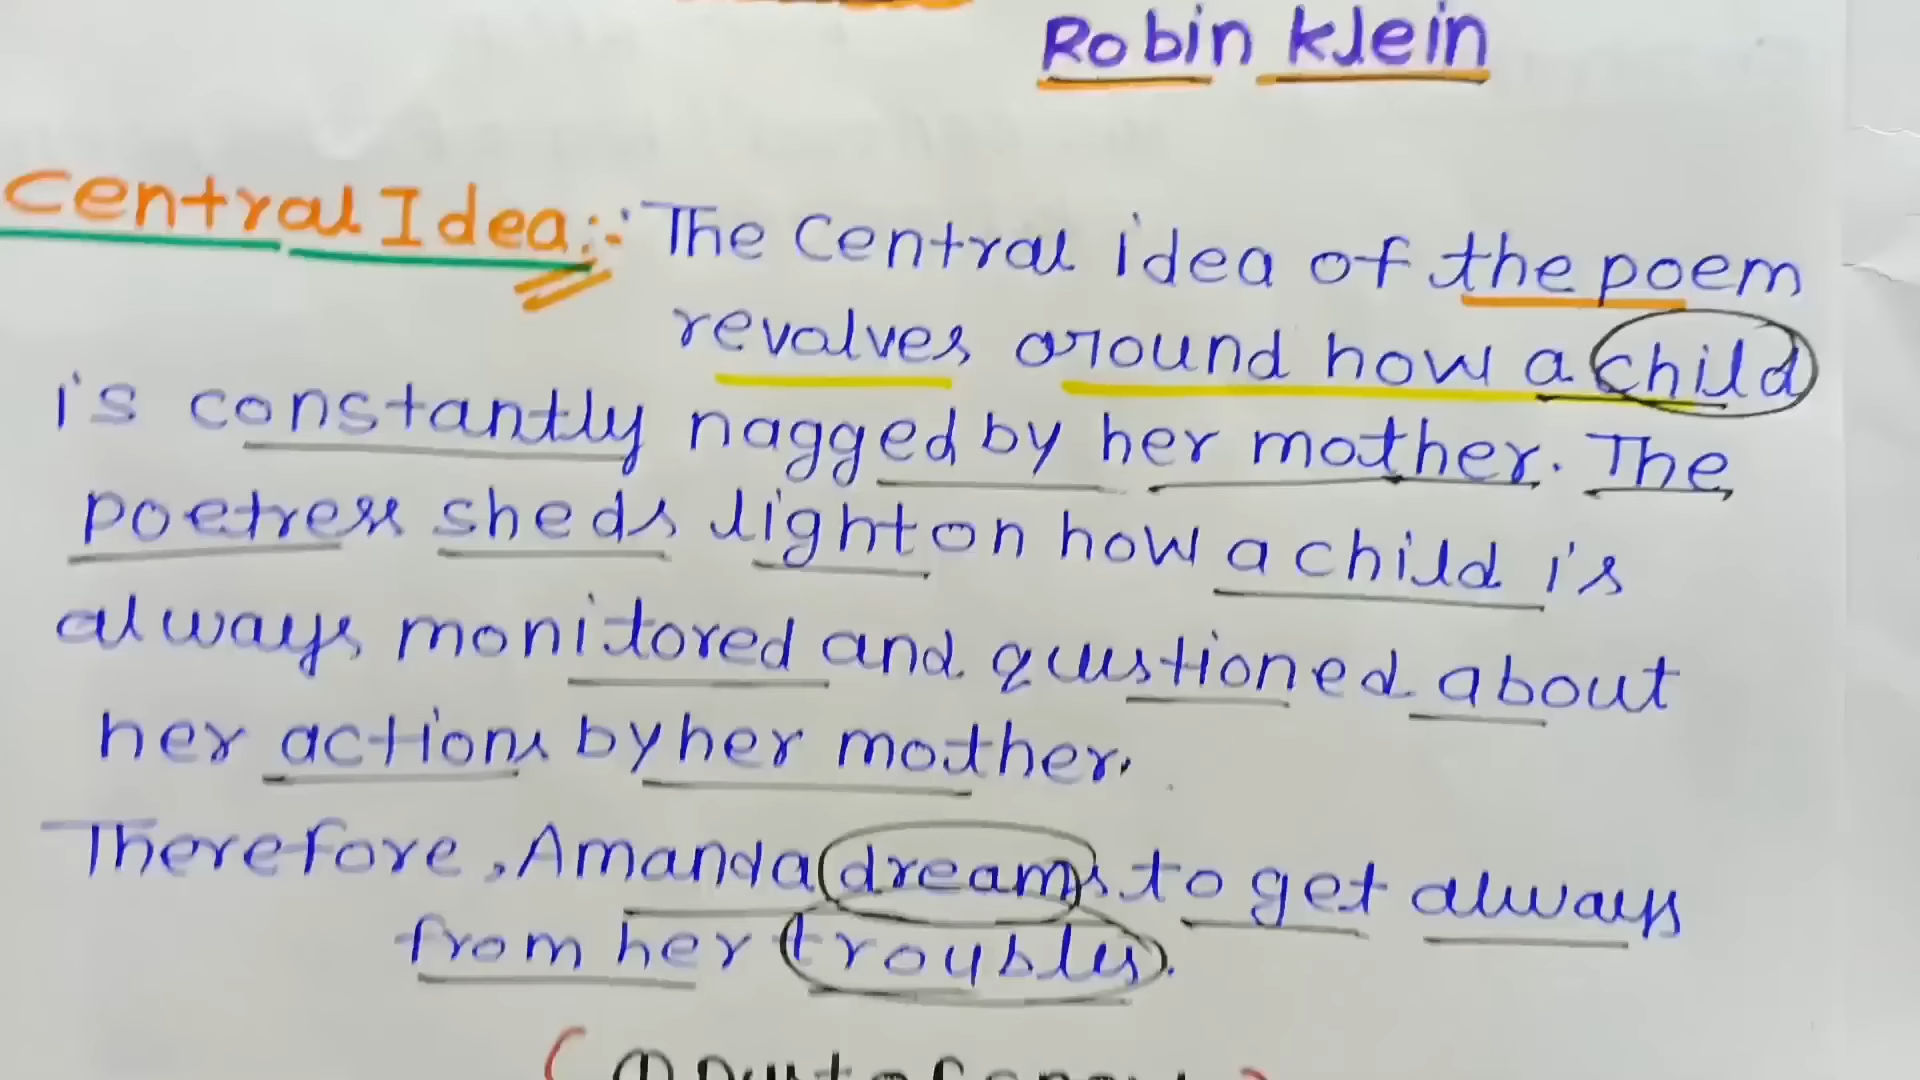 Robin Klein
Central Idea:- The Central idea of the poem
revalves around how a child
is constantly nagged by her mother. The
poetress sheds light on how a child is
always monitored and questioned about
her actions by her mother.
Therefore, Amanda dreams to get always
from her troubles.